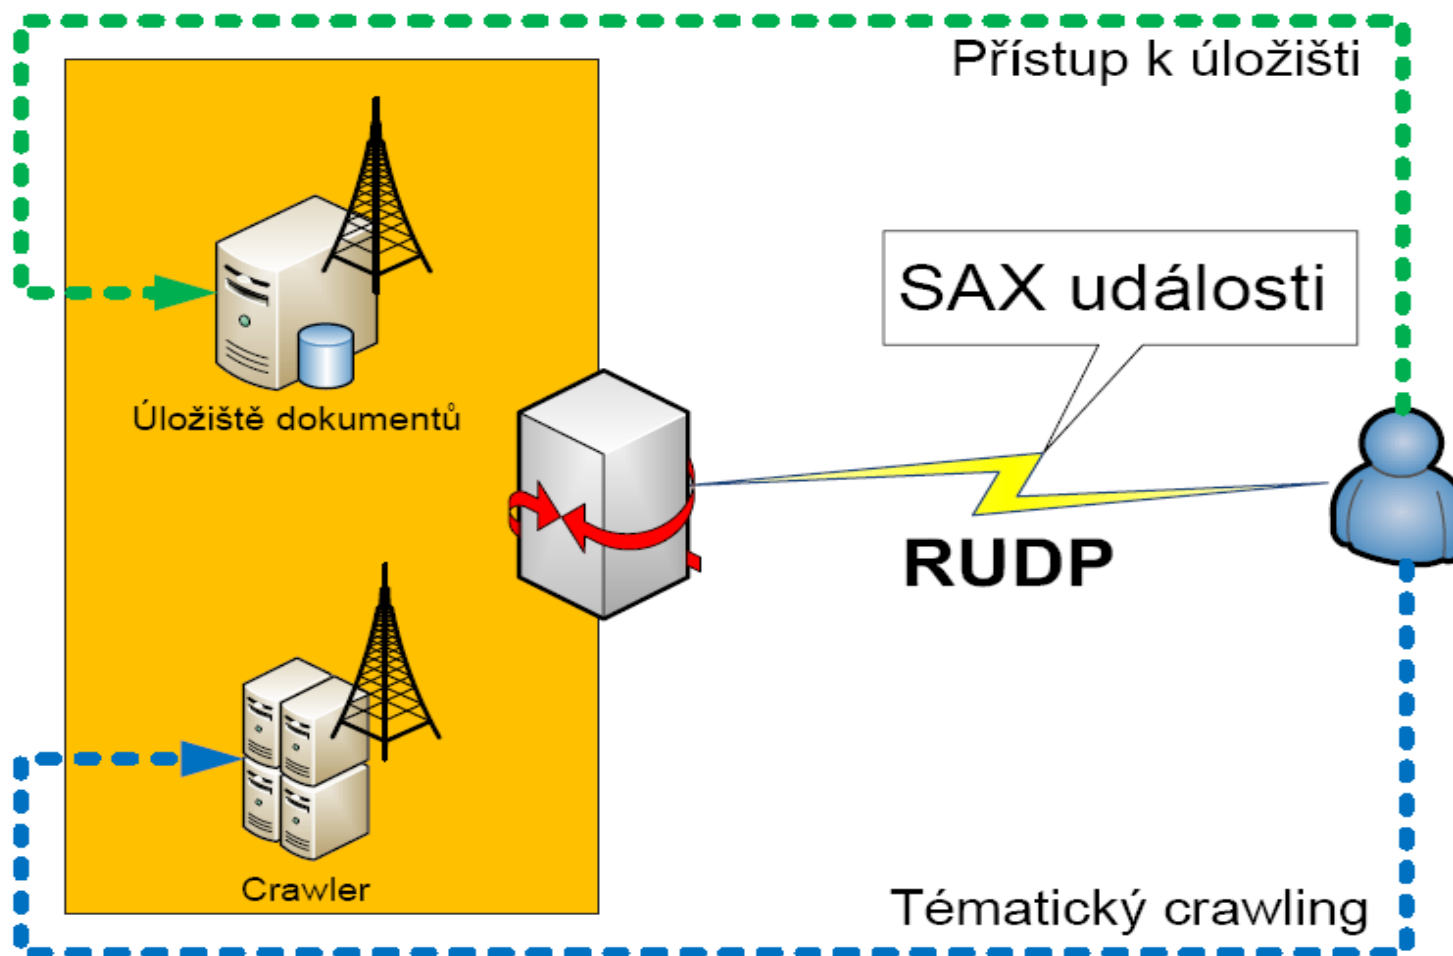 Přístup k úložišti
SAX události
Úložiště dokumentů
RUDP
Crawler
Tématický crawling